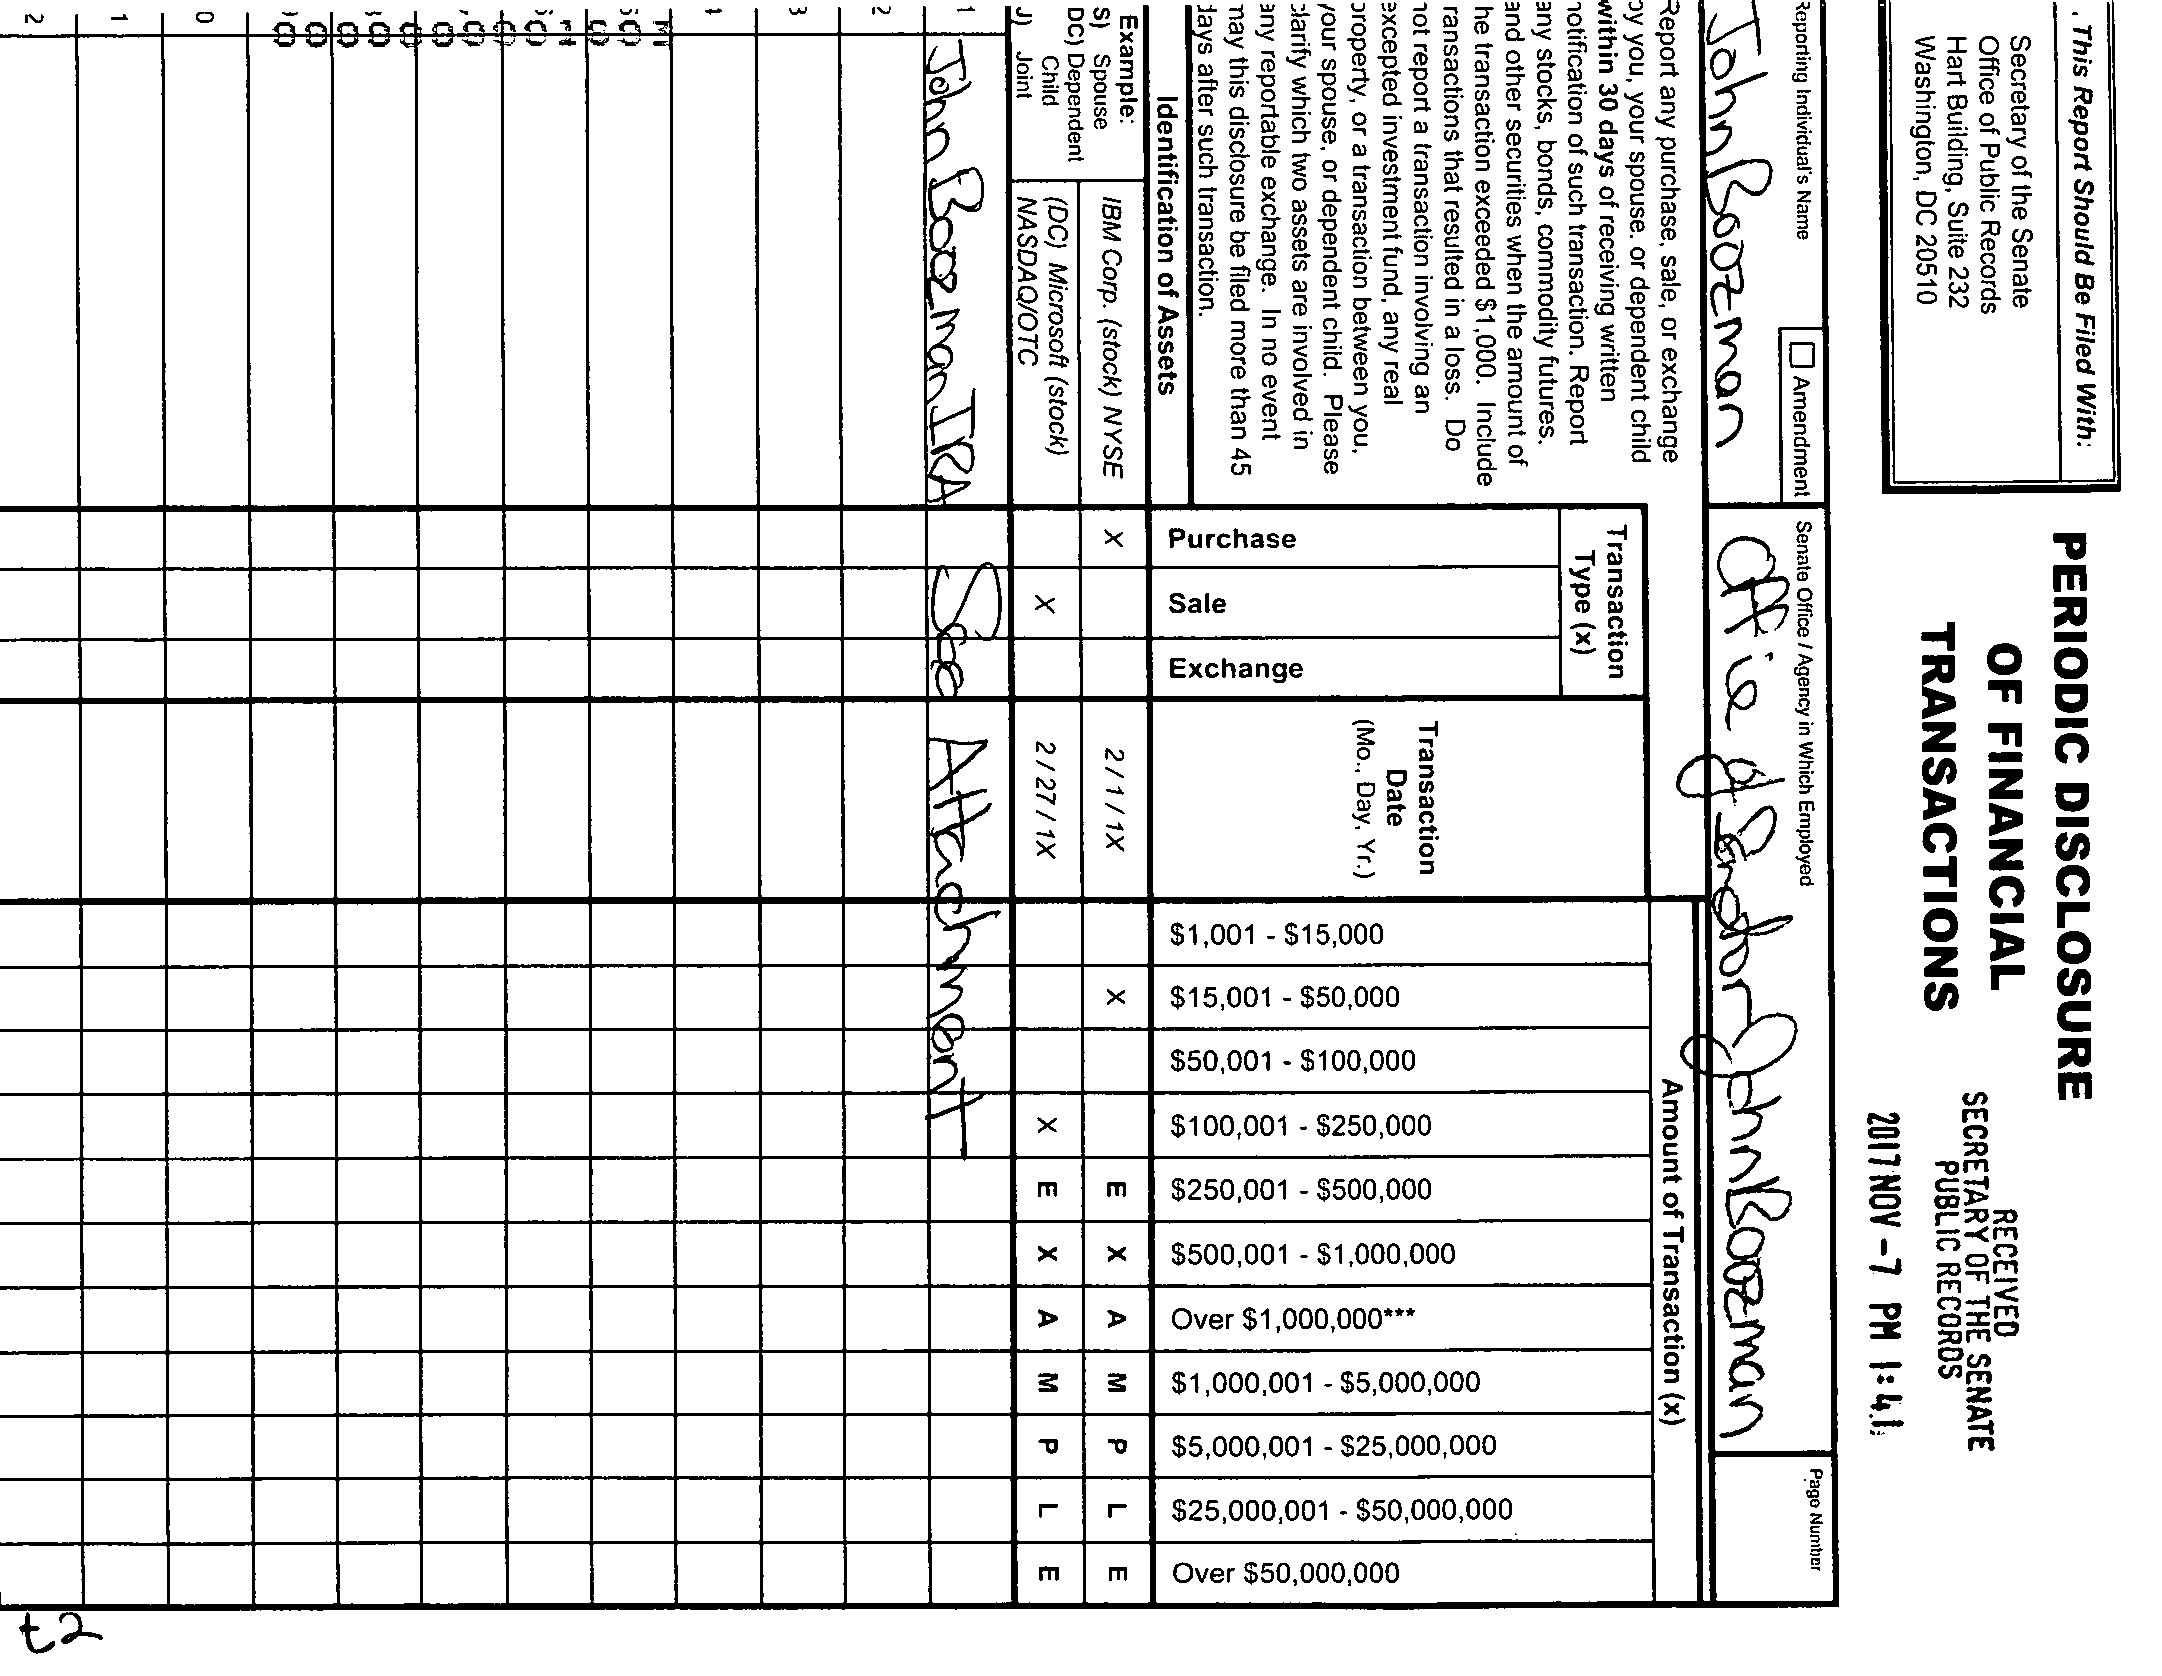 This Report Should Be Filed With:
Secretary of the Senate
Office of Public Records
Hart Building, Suite 232
Washington, DC 20510
PERIODIC DISCLOSURE
OF FINANCIAL
TRANSACTIONS
RECEIVED
SECRETARY OF THE SENATE
PUBLIC RECORDS
2017 NOV -7 PM 1:41
Reporting Individual's Name
John Boozman
Amendment
Senate Office / Agency in Which Employed
Office of Senator John Boozman
Page Number
Report any purchase, sale, or exchange
by you, your spouse, or dependent child
within 30 days of receiving written
notification of such transaction. Report
any stocks, bonds, commodity futures,
and other securities when the amount of
he transaction exceeded $1,000. Include
ransactions that resulted in a loss. Do
not report a transaction involving an
excepted investment fund, any real
property, or a transaction between you,
your spouse, or dependent child. Please
clarify which two assets are involved in
any reportable exchange. In no event
may this disclosure be filed more than 45
days after such transaction.
Transaction
Type (x)
Transaction
Date
(Mo., Day, Yr.)
Amount of Transaction (x)
Identification of Assets
Purchase
Sale
Exchange
$1,001 - $15,000
$15,001 - $50,000
$50,001 - $100,000
$100,001 - $250,000
$250,001 - $500,000
$500,001 - $1,000,000
Over $1,000,000***
$1,000,001 - $5,000,000
$5,000,001 - $25,000,000
$25,000,001 - $50,000,000
Over $50,000,000
Example:
S) Spouse
DC) Dependent
Child
J) Joint
IBM Corp. (stock) NYSE X 2 / 1 / 1X X E X A M P L E
(DC) Microsoft (stock)
NASDAQ/OTC X 2 / 27 / 1X X E X A M P L E
1 John Boozman IRA See Attachment
2
3
4
0
1
2
t2